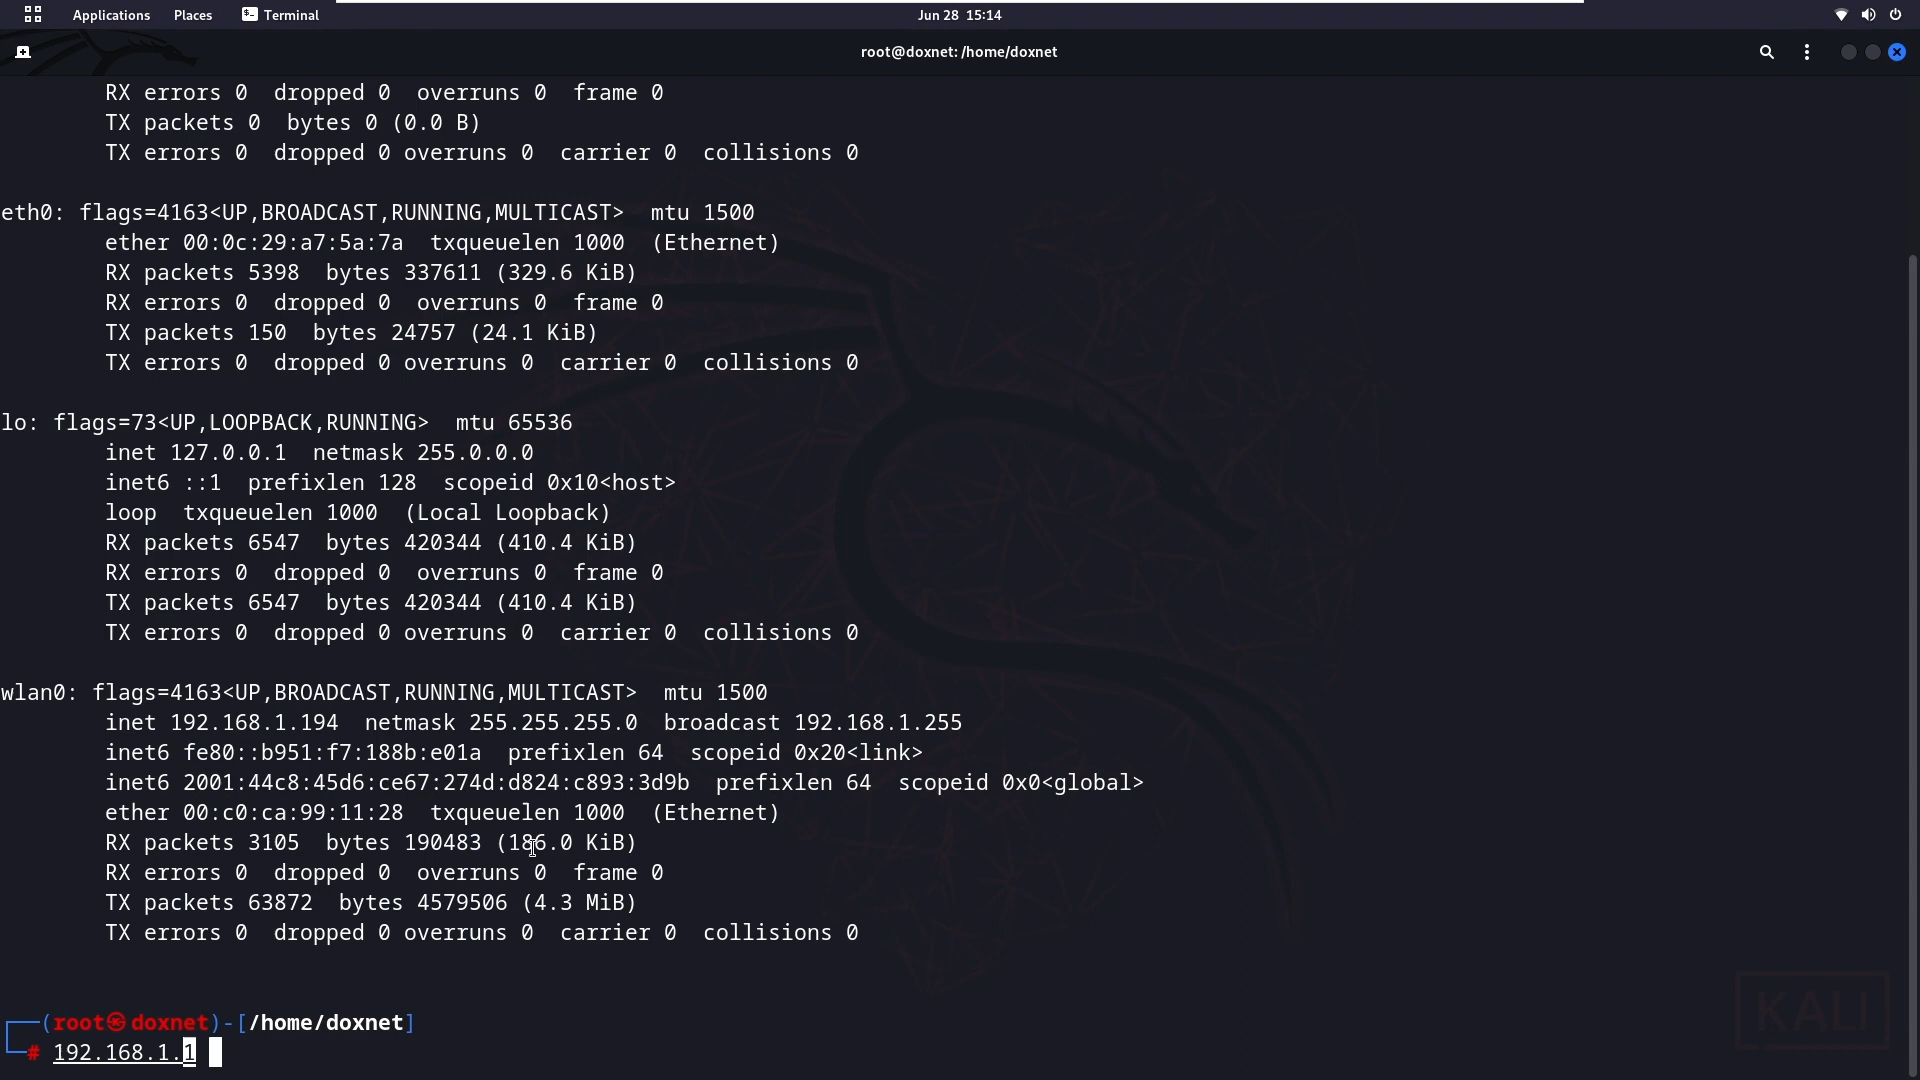 Applications Places Terminal Jun 28 15:14
root@doxnet: /home/doxnet
RX errors 0 dropped 0 overruns 0 frame 0
TX packets 0 bytes 0 (0.0 B)
TX errors 0 dropped 0 overruns 0 carrier 0 collisions 0
eth0: flags=4163<UP,BROADCAST,RUNNING,MULTICAST> mtu 1500
ether 00:0c:29:a7:5a:7a txqueuelen 1000 (Ethernet)
RX packets 5398 bytes 337611 (329.6 KiB)
RX errors 0 dropped 0 overruns 0 frame 0
TX packets 150 bytes 24757 (24.1 KiB)
TX errors 0 dropped 0 overruns 0 carrier 0 collisions 0
lo: flags=73<UP,LOOPBACK,RUNNING> mtu 65536
inet 127.0.0.1 netmask 255.0.0.0
inet6 ::1 prefixlen 128 scopeid 0x10<host>
loop txqueuelen 1000 (Local Loopback)
RX packets 6547 bytes 420344 (410.4 KiB)
RX errors 0 dropped 0 overruns 0 frame 0
TX packets 6547 bytes 420344 (410.4 KiB)
TX errors 0 dropped 0 overruns 0 carrier 0 collisions 0
wlan0: flags=4163<UP,BROADCAST,RUNNING,MULTICAST> mtu 1500
inet 192.168.1.194 netmask 255.255.255.0 broadcast 192.168.1.255
inet6 fe80::b951:f7:188b:e01a prefixlen 64 scopeid 0x20<link>
inet6 2001:44c8:45d6:ce67:274d:d824:c893:3d9b prefixlen 64 scopeid 0x0<global>
ether 00:c0:ca:99:11:28 txqueuelen 1000 (Ethernet)
RX packets 3105 bytes 190483 (186.0 KiB)
RX errors 0 dropped 0 overruns 0 frame 0
TX packets 63872 bytes 4579506 (4.3 MiB)
TX errors 0 dropped 0 overruns 0 carrier 0 collisions 0
KALI
┌──(root㉿doxnet)-[/home/doxnet]
└─# 192.168.1.1